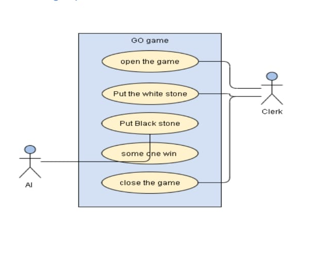 GO game
open the game
Put the white stone
Put Black stone
some one win
close the game
Clerk
AI